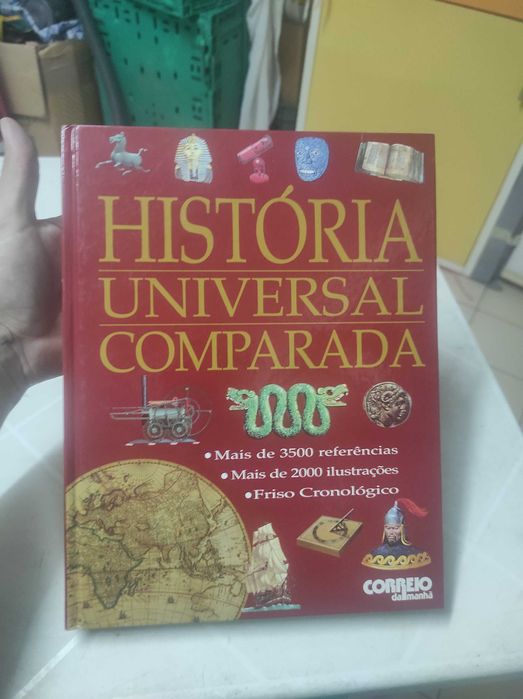 HISTÓRIA
UNIVERSAL
COMPARADA
• Mais de 3500 referências
• Mais de 2000 ilustrações
• Friso Cronológico
CORREIO
da manhã